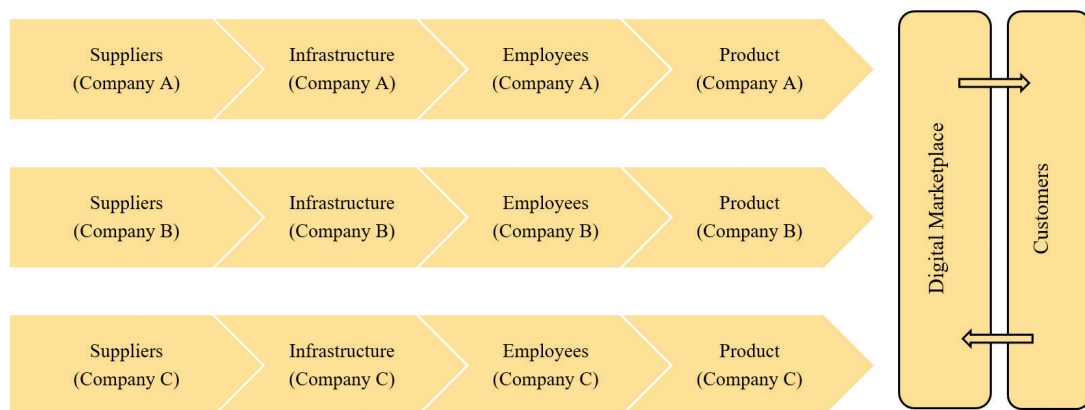 Suppliers
(Company A)
Infrastructure
(Company A)
Employees
(Company A)
Product
(Company A)
Suppliers
(Company B)
Infrastructure
(Company B)
Employees
(Company B)
Product
(Company B)
Suppliers
(Company C)
Infrastructure
(Company C)
Employees
(Company C)
Product
(Company C)
Digital Marketplace
Customers